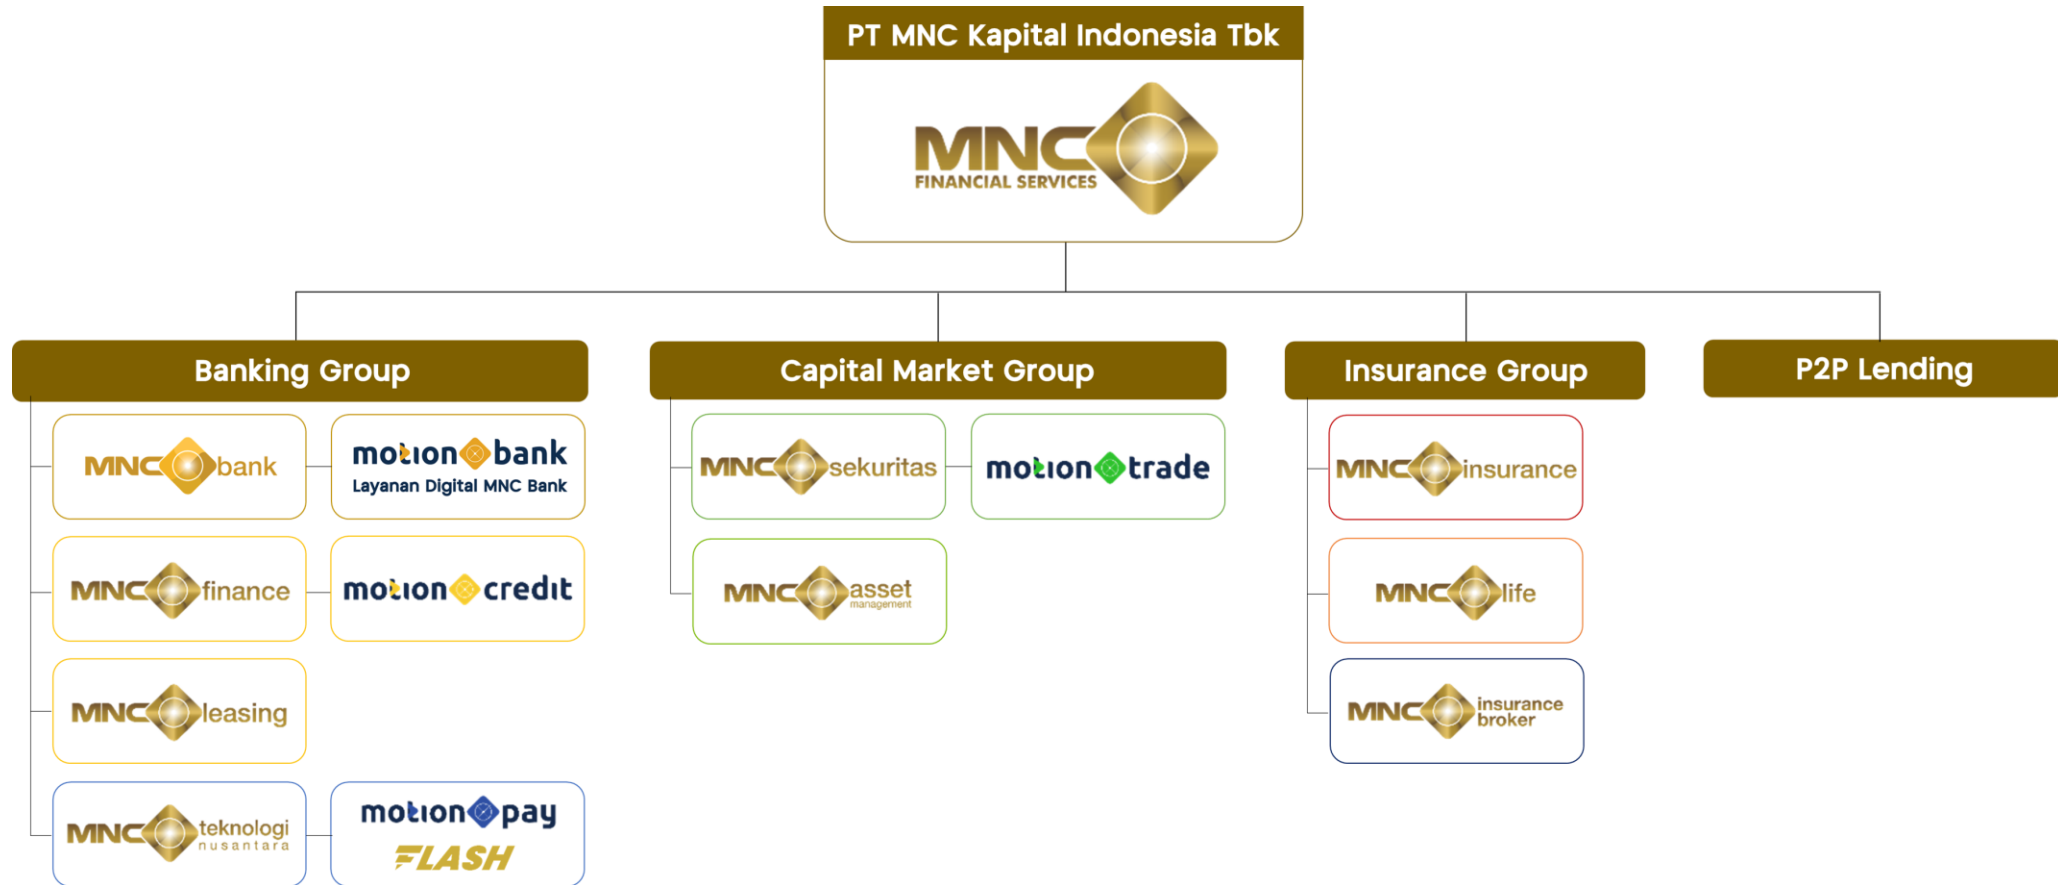 PT MNC Kapital Indonesia Tbk
MNC
FINANCIAL SERVICES
Banking Group
MNC bank
motion bank
Layanan Digital MNC Bank
MNC finance
motion credit
MNC leasing
MNC teknologi
nusantara
motion pay
FLASH
Capital Market Group
MNC sekuritas
motion trade
MNC asset
management
Insurance Group
MNC insurance
MNC life
MNC insurance
broker
P2P Lending